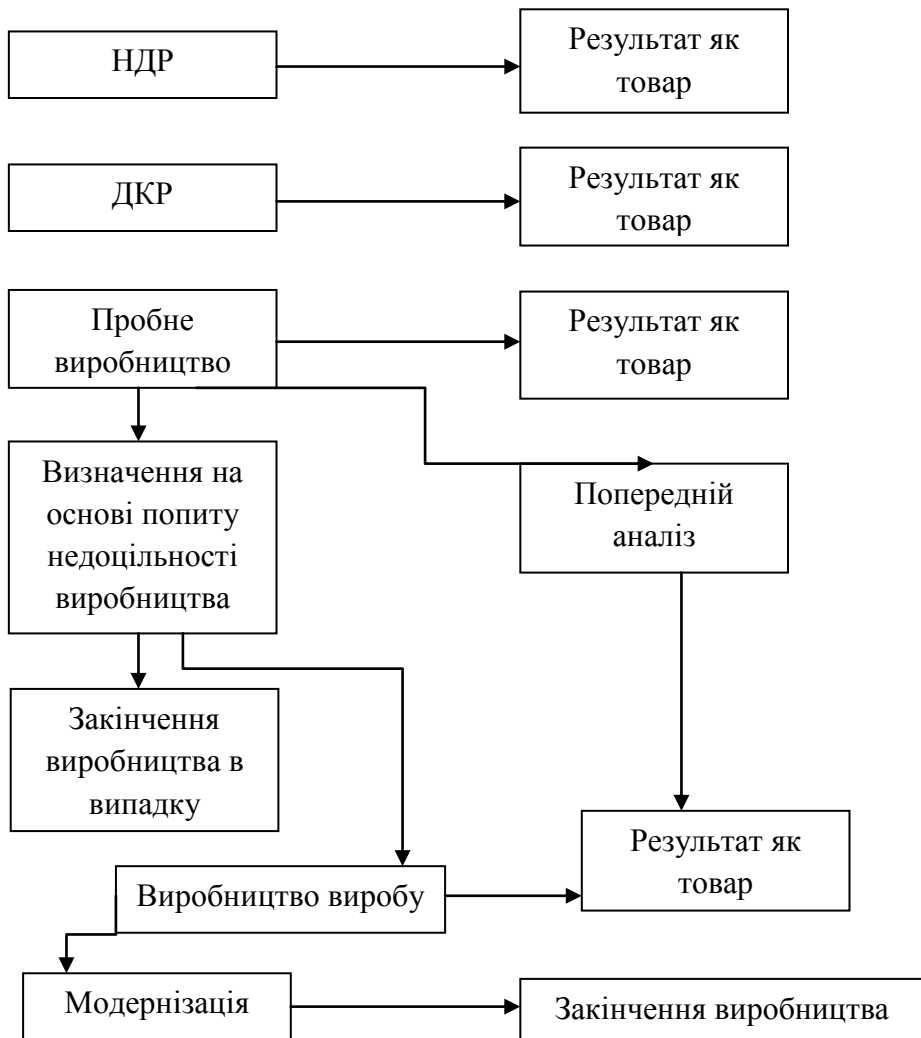 НДР
Результат як
товар
ДКР
Результат як
товар
Пробне
виробництво
Результат як
товар
Визначення на
основі попиту
недоцільності
виробництва
Попередній
аналіз
Закінчення
виробництва в
випадку
Результат як
товар
Виробництво виробу
Модернізація
Закінчення виробництва